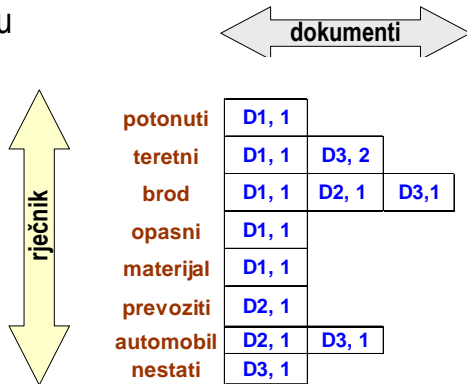 u
dokumenti
rječnik
potonuti D1, 1
teretni D1, 1 D3, 2
brod D1, 1 D2, 1 D3,1
opasni D1, 1
materijal D1, 1
prevoziti D2, 1
automobil D2, 1 D3, 1
nestati D3, 1